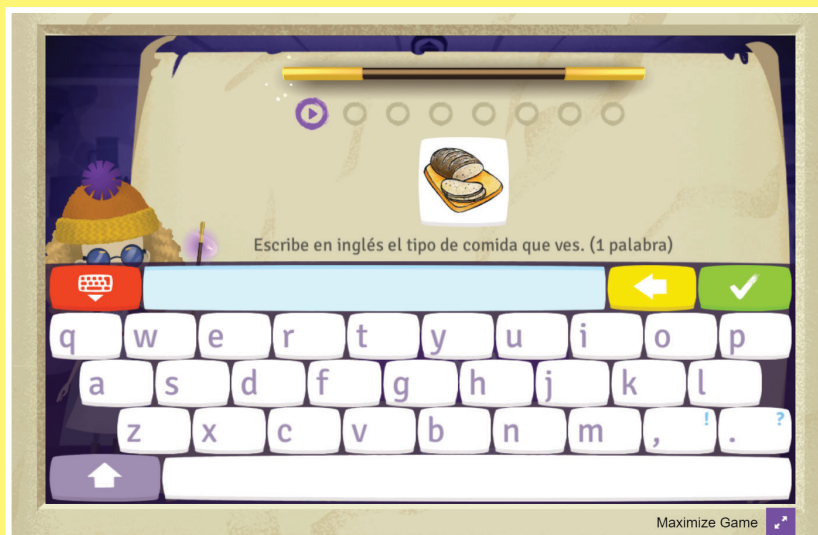 Escribe en inglés el tipo de comida que ves. (1 palabra)
q w e r t y u i o p
a s d f g h j k l
z x c v b n m , ! . ?
Maximize Game